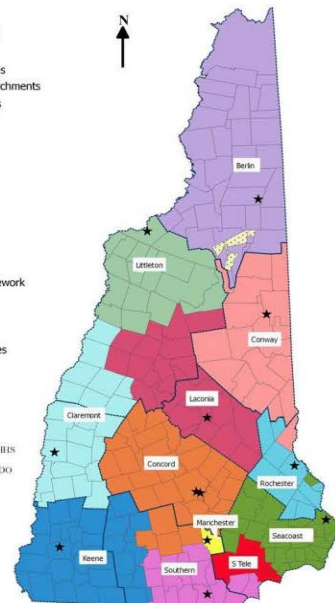 N
s
chments
s
Berlin
ework
Littleton
Conway
es
Laconia
Claremont
IHS
DO
Concord
Rochester
Manchester
Seacoast
Keene
Southern
S Tele